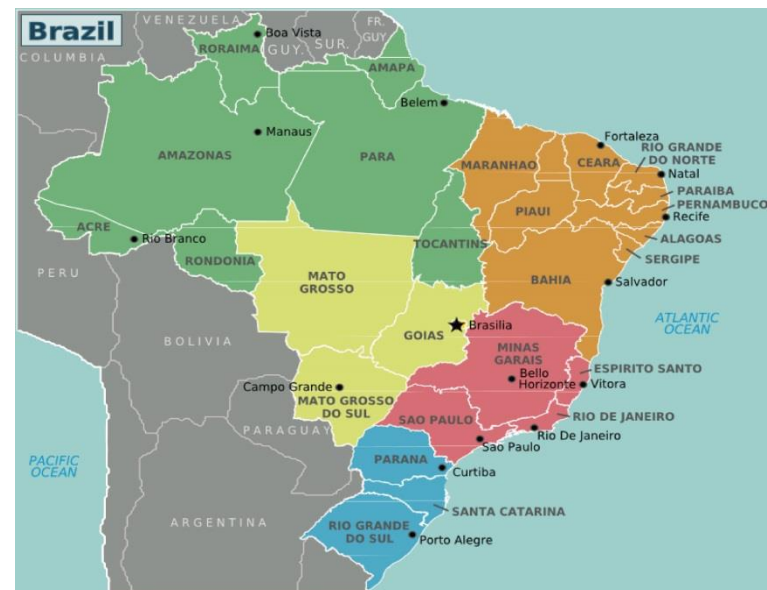 Brazil
VENEZUELA
COLUMBIA
GUY.
SUR.
FR.
GUY
Boa Vista
RORAIMA
AMAPA
Belem
Manaus
AMAZONAS
PARA
MARANHAO
CEARA
Fortaleza
RIO GRANDE
DO NORTE
Natal
PARAIBA
PERNAMBUCO
Recife
PIAUI
ALAGOAS
SERGIPE
ACRE
Rio Branco
RONDONIA
TOCANTINS
BAHIA
Salvador
PERU
MATO
GROSSO
GOIAS
Brasilia
ATLANTIC
OCEAN
BOLIVIA
MINAS
GARAIS
Bello
Horizonte
ESPIRITO SANTO
Vitora
Campo Grande
MATO GROSSO
DO SUL
SAO PAULO
RIO DE JANEIRO
Rio De Janeiro
Sao Paulo
PARAGUAY
PARANA
Curtiba
PACIFIC
OCEAN
SANTA CATARINA
ARGENTINA
RIO GRANDE
DO SUL
Porto Alegre